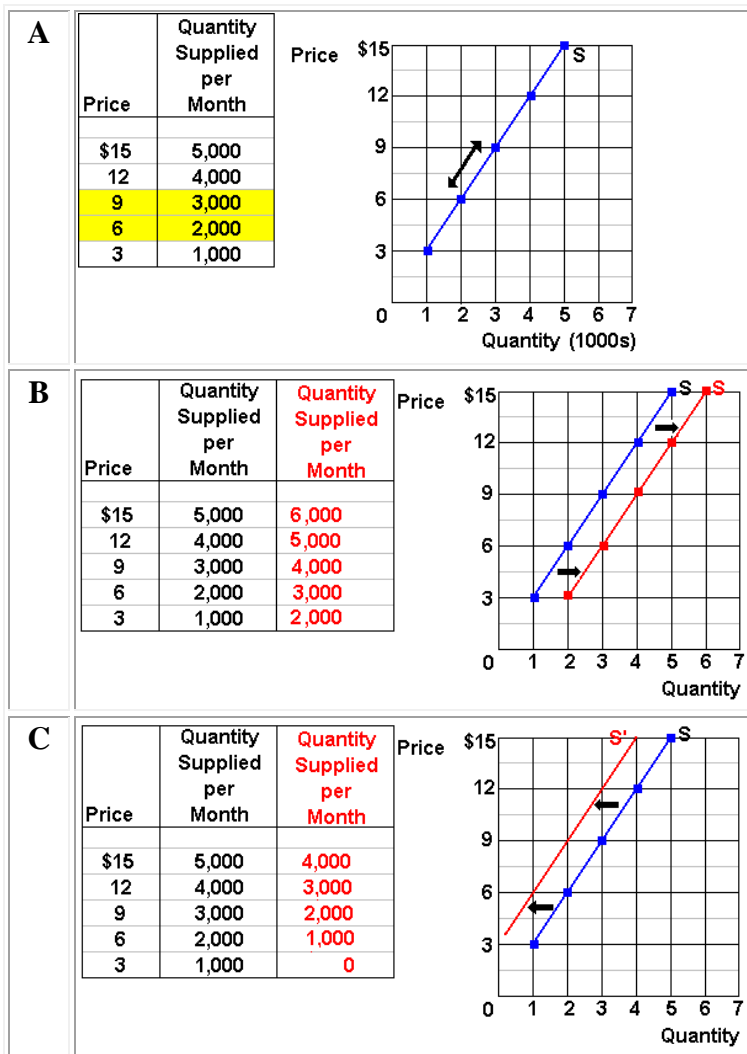 A
Quantity
Supplied
per
Price Month
$15 5,000
12 4,000
9 3,000
6 2,000
3 1,000
Price $15 S
12
9
6
3
0 1 2 3 4 5 6 7
Quantity (1000s)
B
Quantity Quantity
Supplied Supplied
per per
Price Month Month
$15 5,000 6,000
12 4,000 5,000
9 3,000 4,000
6 2,000 3,000
3 1,000 2,000
Price $15 S S
12
9
6
3
0 1 2 3 4 5 6 7
Quantity
C
Quantity Quantity
Supplied Supplied
per per
Price Month Month
$15 5,000 4,000
12 4,000 3,000
9 3,000 2,000
6 2,000 1,000
3 1,000 0
Price $15 S' S
12
9
6
3
0 1 2 3 4 5 6 7
Quantity